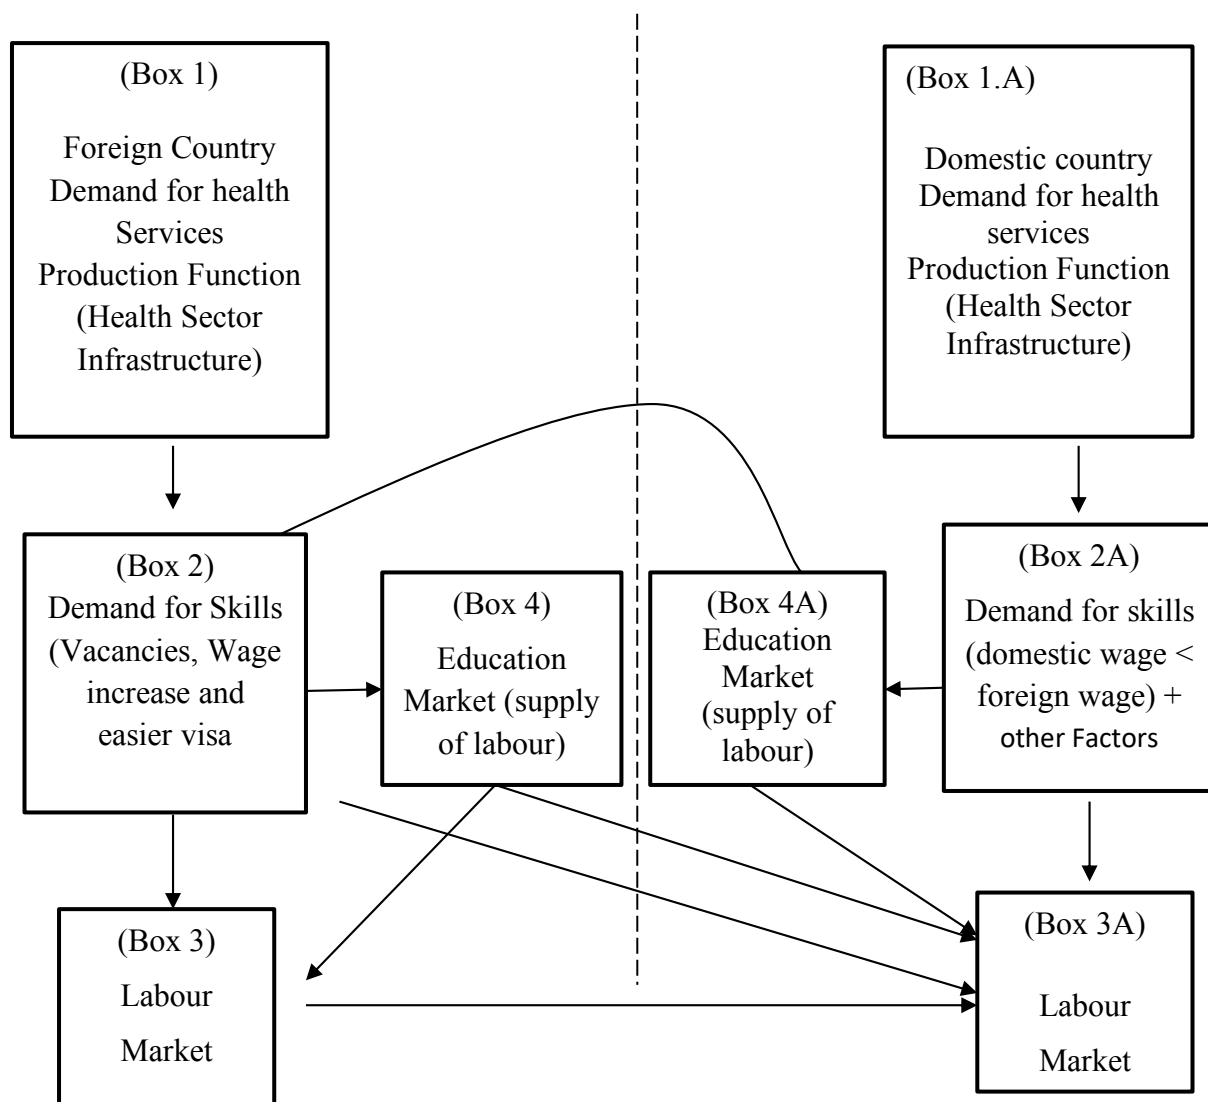 (Box 1)
Foreign Country
Demand for health
Services
Production Function
(Health Sector
Infrastructure)
(Box 1.A)
Domestic country
Demand for health
services
Production Function
(Health Sector
Infrastructure)
(Box 2)
Demand for Skills
(Vacancies, Wage
increase and
easier visa
(Box 4)
Education
Market (supply
of labour)
(Box 4A)
Education
Market
(supply of
labour)
(Box 2A)
Demand for skills
(domestic wage <
foreign wage) +
other Factors
(Box 3)
Labour
Market
(Box 3A)
Labour
Market